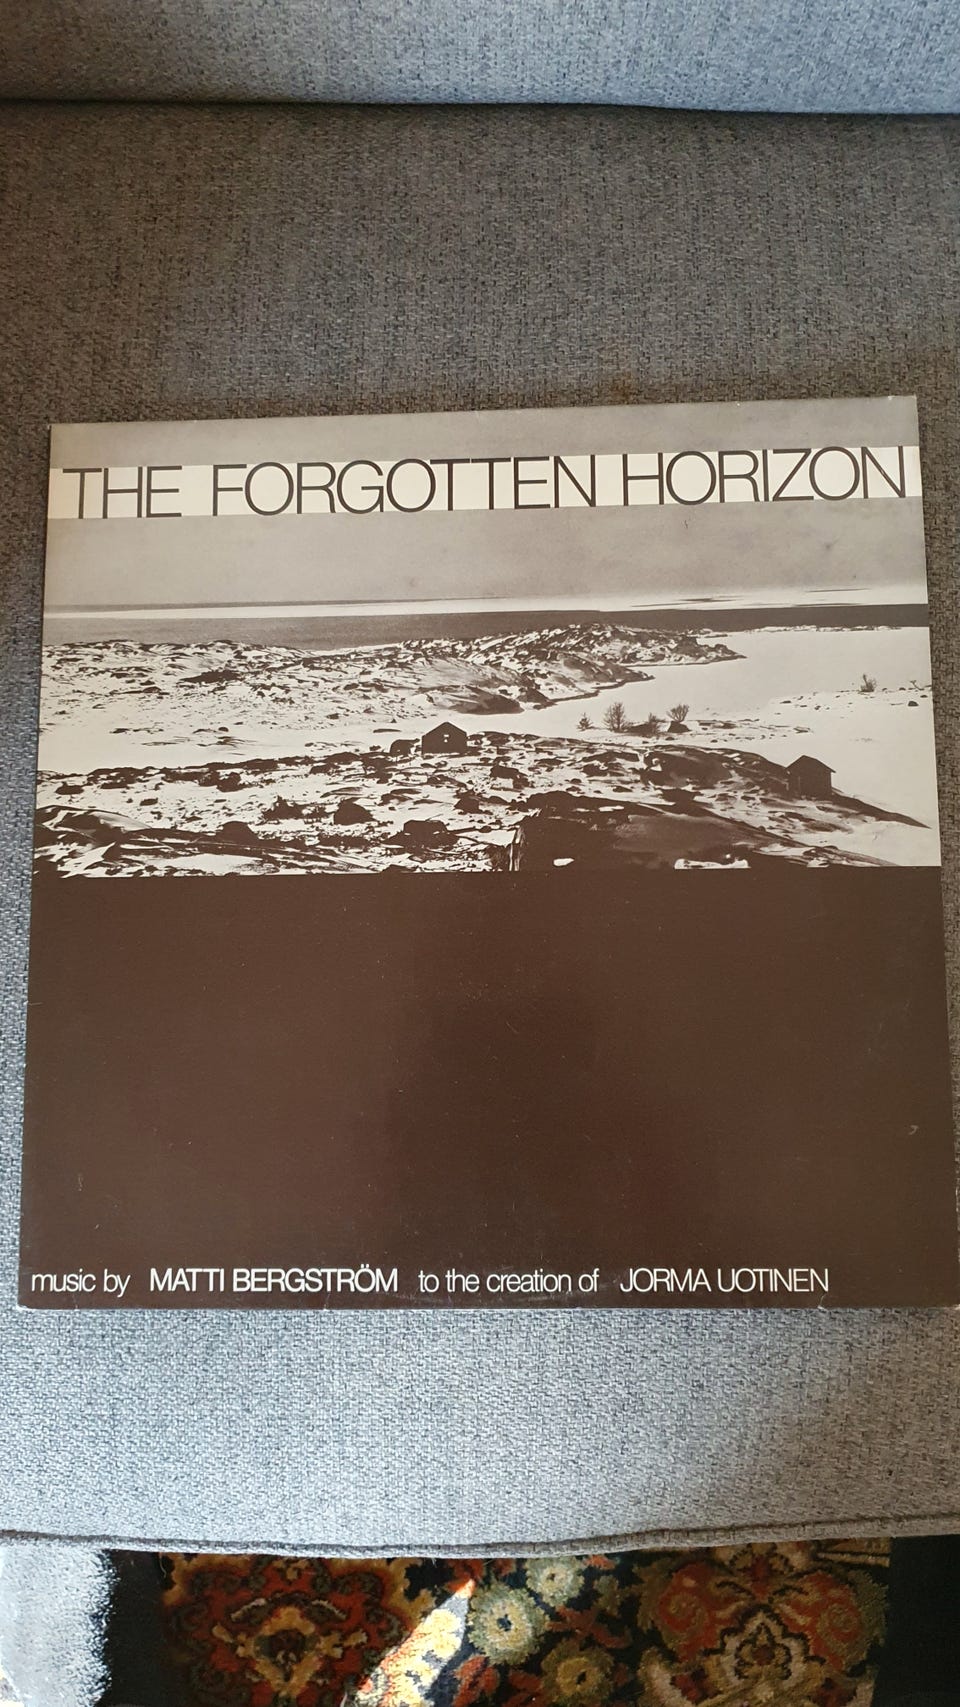 THE FORGOTTEN HORIZON
music by MATTI BERGSTRÖM to the creation of JORMA UOTINEN